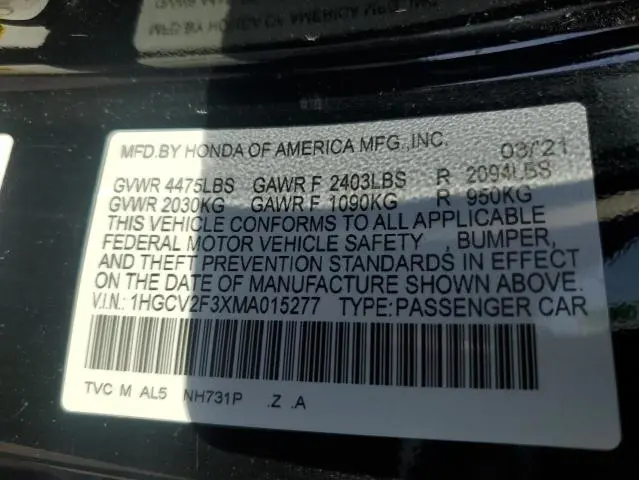 MFD.BY HONDA OF AMERICA MFG.,INC. 03/21
GVWR 4475LBS GAWR F 2403LBS R 2094LBS
GVWR 2030KG GAWR F 1090KG R 950KG
THIS VEHICLE CONFORMS TO ALL APPLICABLE
FEDERAL MOTOR VEHICLE SAFETY , BUMPER,
AND THEFT PREVENTION STANDARDS IN EFFECT
ON THE DATE OF MANUFACTURE SHOWN ABOVE.
V.I.N.: 1HGCV2F3XMA015277 TYPE:PASSENGER CAR
TVC M AL5 NH731P .Z .A